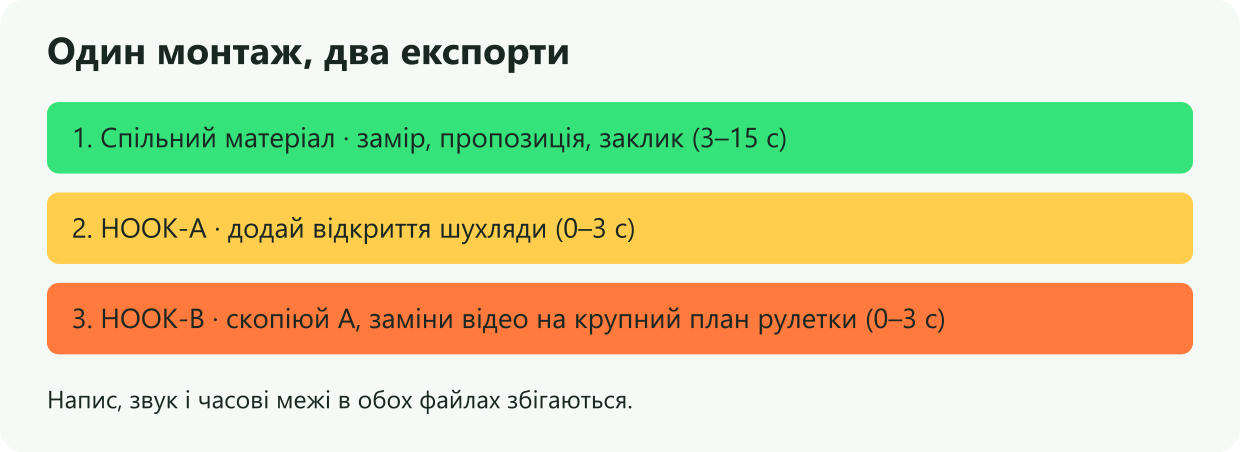 Один монтаж, два експорти
1. Спільний матеріал · замір, пропозиція, заклик (3–15 с)
2. HOOK-A · додай відкриття шухляди (0–3 с)
3. HOOK-B · скопіюй A, заміни відео на крупний план рулетки (0–3 с)
Напис, звук і часові межі в обох файлах збігаються.